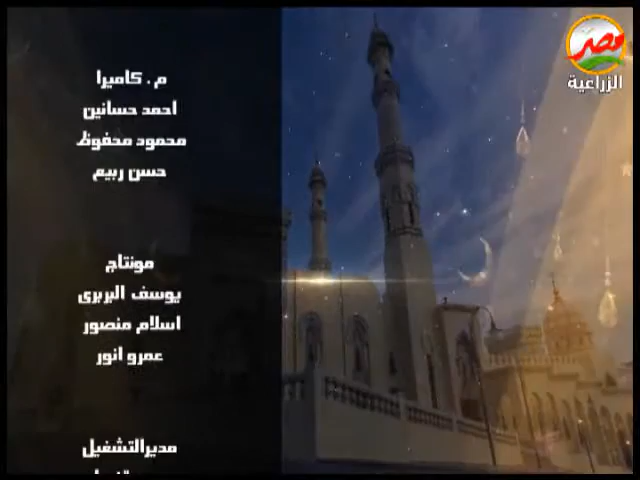 مصر
الزراعية
م. كاميرا
احمد حسانين
محمود محفوظ
حسن ربيع
مونتاج
يوسف البربرى
اسلام منصور
عمرو انور
مديرالتشغيل